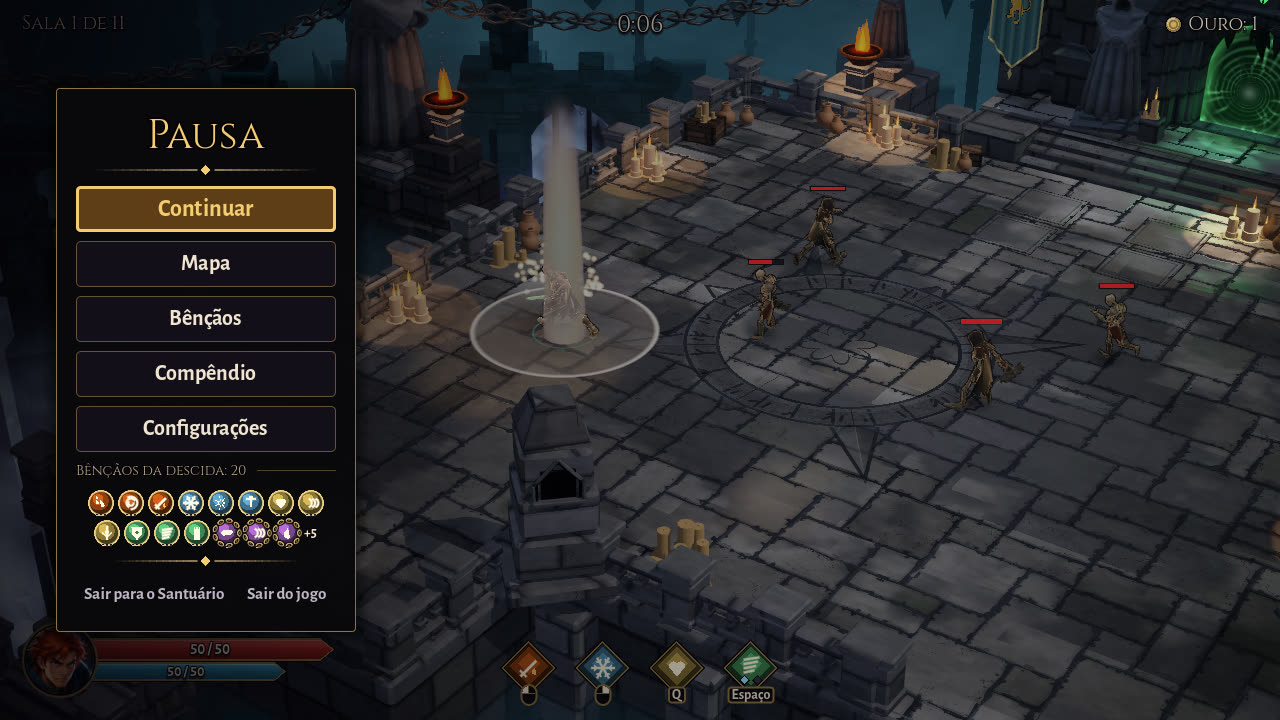 Sala 1 de 11
0:06
Ouro: 1
Pausa
Continuar
Mapa
Bênçãos
Compêndio
Configurações
Bênçãos da descida: 20
+5
Sair para o Santuário
Sair do jogo
50/50
50/50
Q
Espaço